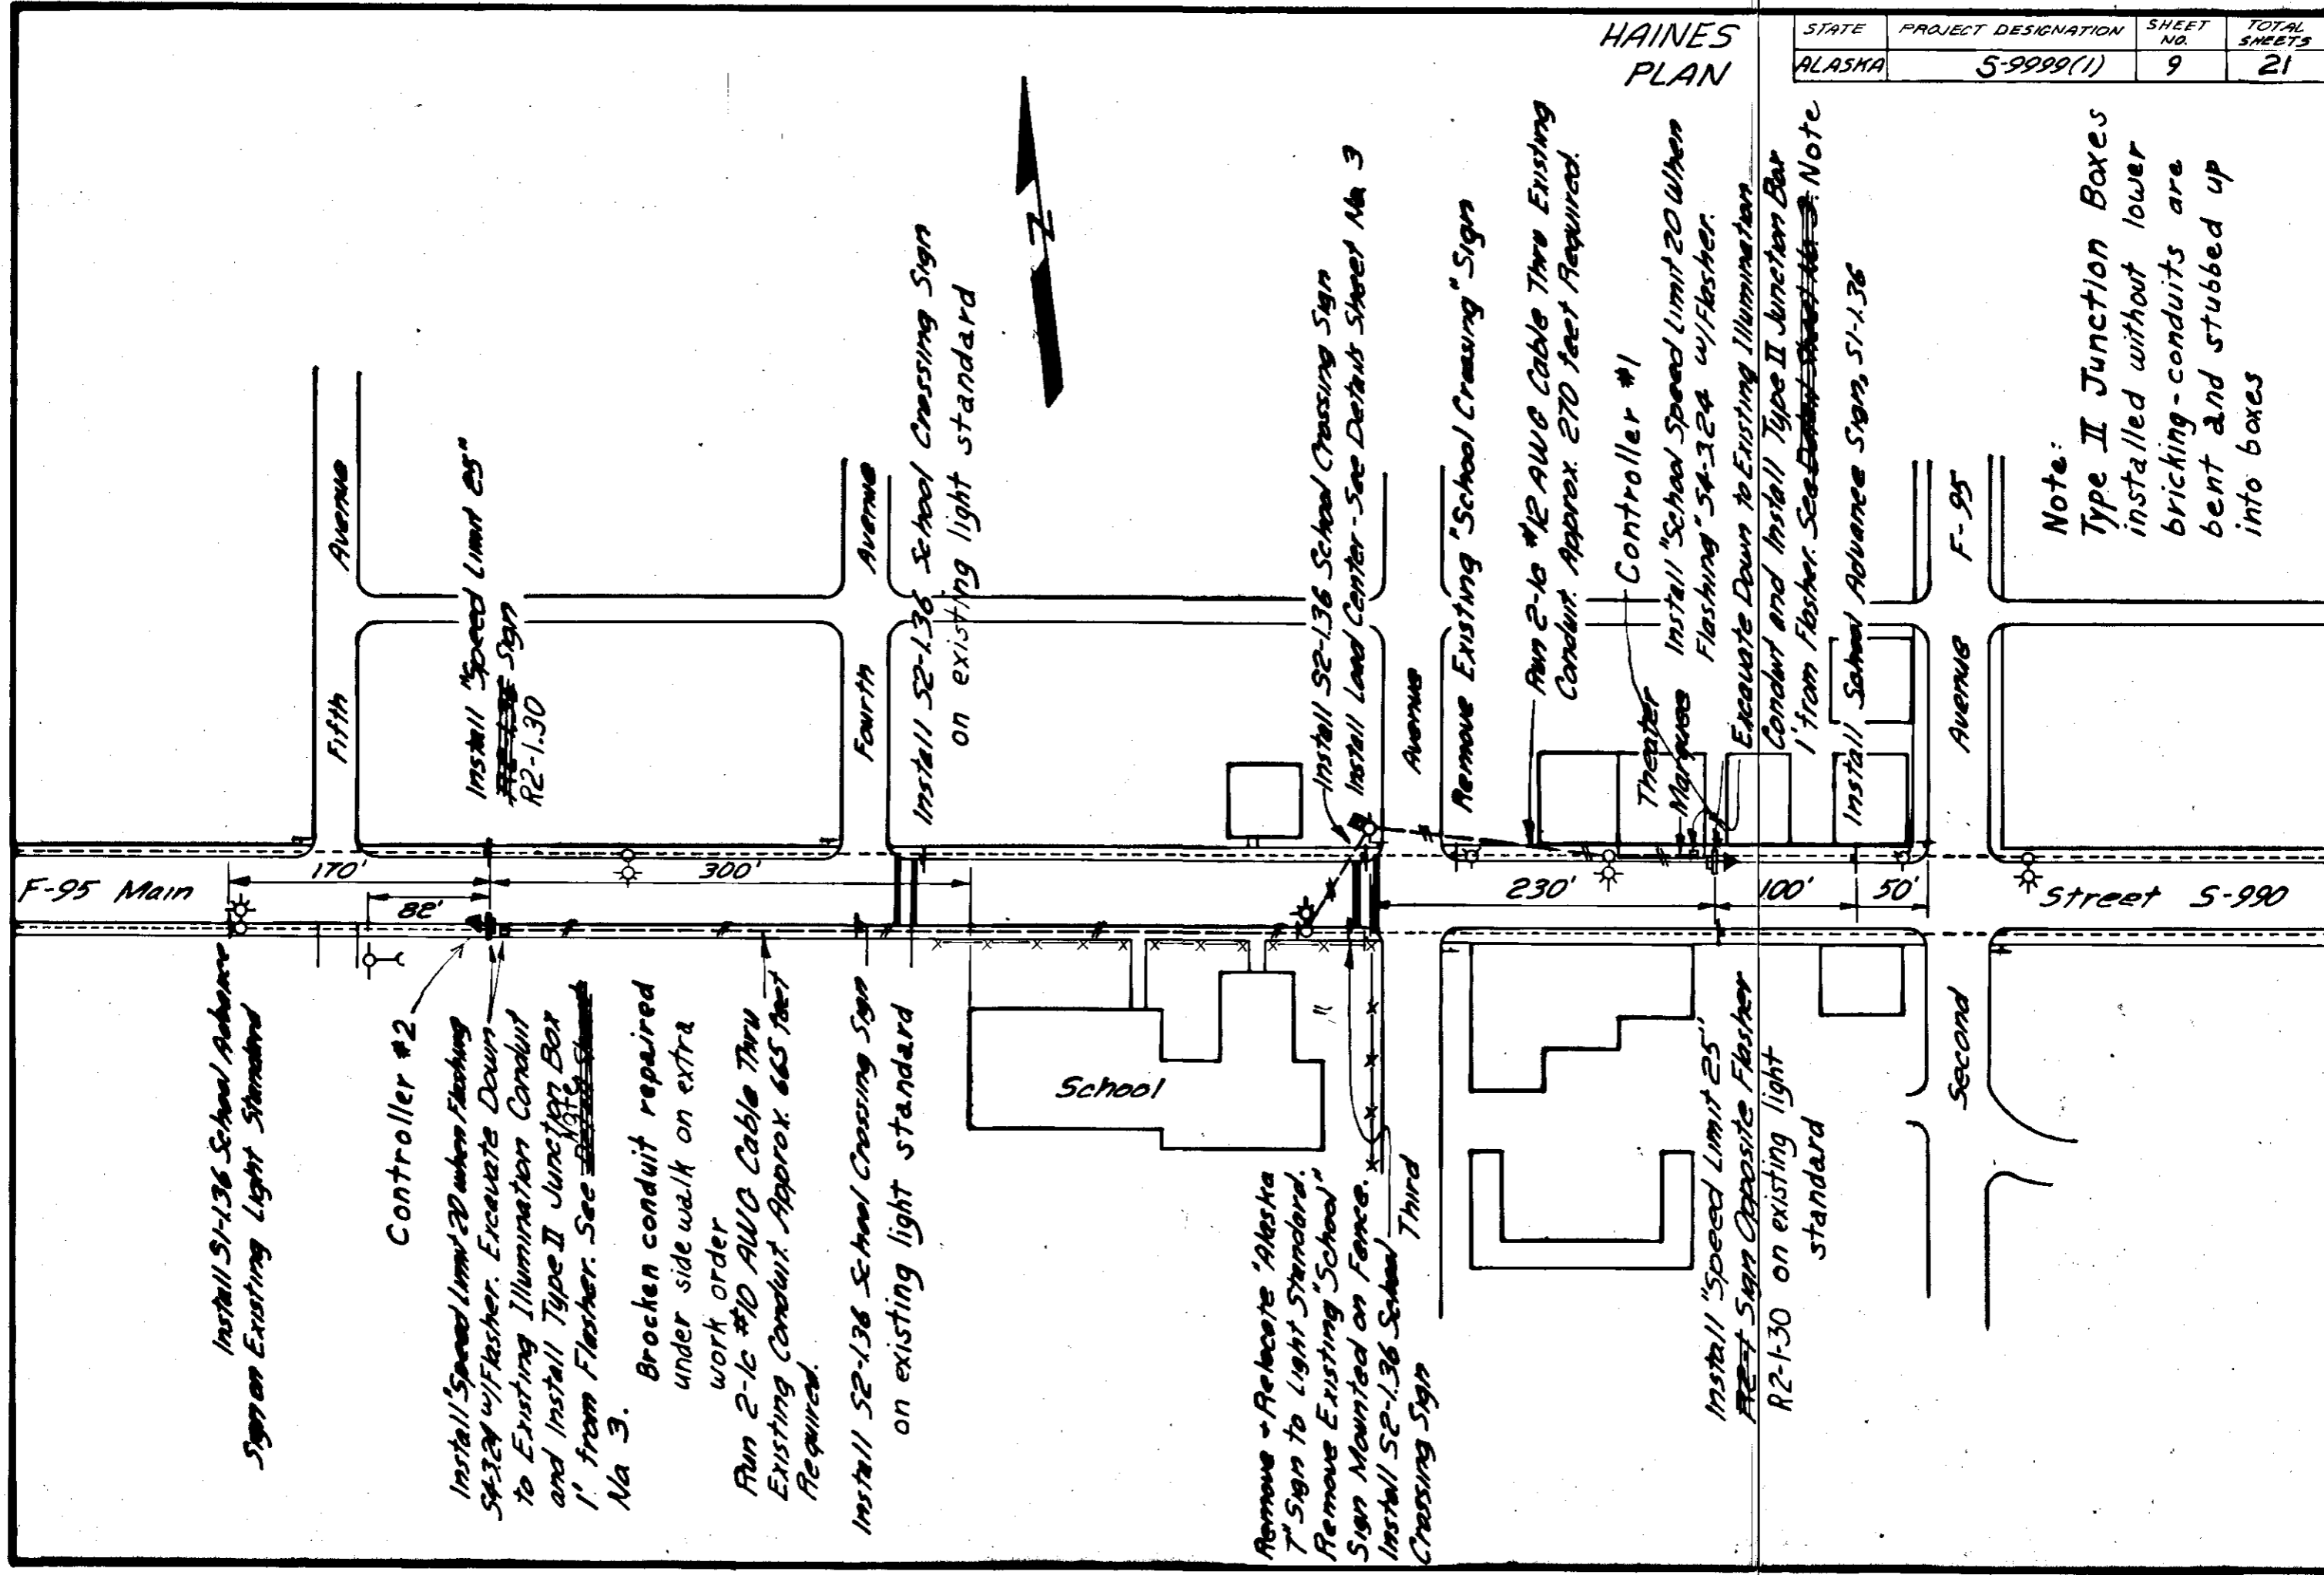 HAINES
PLAN
STATE PROJECT DESIGNATION SHEET NO. TOTAL SHEETS
ALASKA S-9999(1) 9 21
Fifth Avenue
Install "Speed Limit 25"
Sign
R2-1.30
Fourth Avenue
Install S2-1.36 School Crossing Sign
on existing light standard
Install S2-1.36 School Crossing Sign
Install Load Center-See Details Sheet No. 3
Avenue
Remove Existing "School Crossing" Sign
Run 2-1c #12 AWG Cable Thru Existing
Conduit. Approx. 270 feet Required.
Controller #1
Theater
Marquee
Install "School Speed Limit 20 When
Flashing" S4-3.24 w/Flasher.
Excavate Down to Existing Illumination
Conduit and Install Type II Junction Box
1' from Flasher. See Detail Sheet No. 3. Note
Install School Advance Sign, S1-1.36
Avenue F-95
Note:
Type II Junction Boxes
installed without lower
bricking-conduits are
bent and stubed up
into boxes
170'
300'
F-95 Main
82'
230'
100'
50'
Street S-990
Install S1-1.36 School Advance
Sign on Existing Light Standard
Controller #2
Install "Speed Limit 20 when Flashing
S4-3.24 w/Flasher. Excavate Down
to Existing Illumination Conduit
and Install Type II Junction Box
Note
1' from Flasher. See Detail Sheet
No 3.
Brocken conduit repaired
under side walk on extra
work order
Run 2-1c #10 AWG Cable Thru
Existing Conduit. Approx. 665 feet
Required.
Install S2-1.36 School Crossing Sign
on existing light standard
School
Remove + Relocate "Alaska
7" Sign to Light Standard.
Remove Existing "School"
Sign Mounted on Fence.
Install S2-1.36 School
Crossing Sign
Third
Install "Speed Limit 25"
R2-1 Sign Opposite Flasher
R2-1-30 on existing light
standard
Second